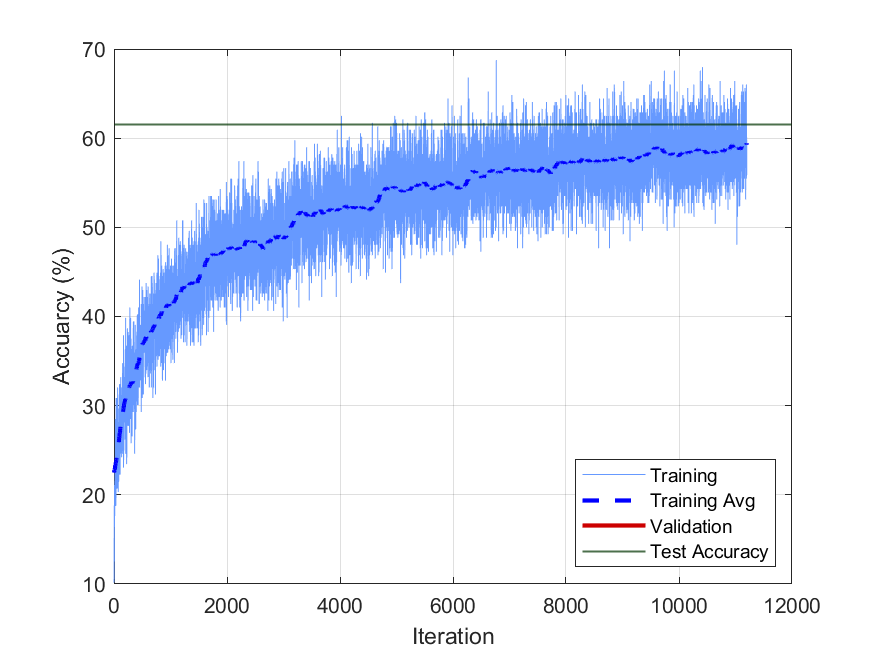 70
60
50
40
30
20
10
Accuarcy (%)
0 2000 4000 6000 8000 10000 12000
Iteration
Training
Training Avg
Validation
Test Accuracy